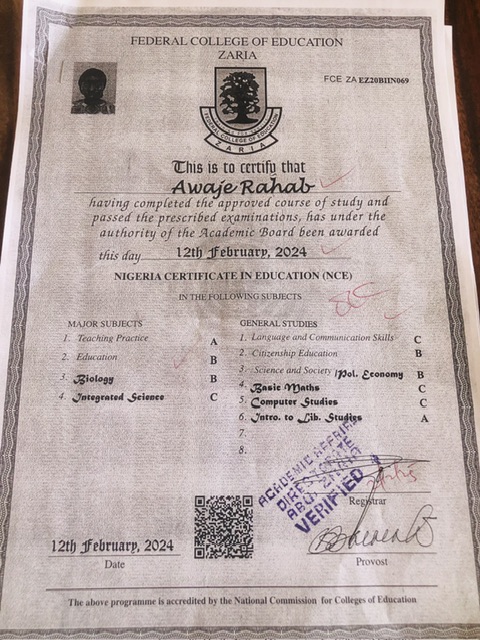 FEDERAL COLLEGE OF EDUCATION
ZARIA
FCE ZA EZ20BIIN069
FEDERAL COLLEGE OF EDUCATION
ZARIA
This is to certify that
Awaje Rahab
having completed the approved course of study and
passed the prescribed examinations, has under the
authority of the Academic Board been awarded
this day 12th February, 2024
NIGERIA CERTIFICATE IN EDUCATION (NCE)
IN THE FOLLOWING SUBJECTS
MAJOR SUBJECTS
1. Teaching Practice A
2. Education B
3. Biology B
4. Integrated Science C
GENERAL STUDIES
1. Language and Communication Skills C
2. Citizenship Education B
3. Science and Society /Pol. Economy B
4. Basic Maths C
5. Computer Studies C
6. Intro. to Lib. Studies A
7.
8.
ACADEMIC AFFAIRS
VERIFIED
Registrar
12th February, 2024
Date
Provost
The above programme is accredited by the National Commission for Colleges of Education